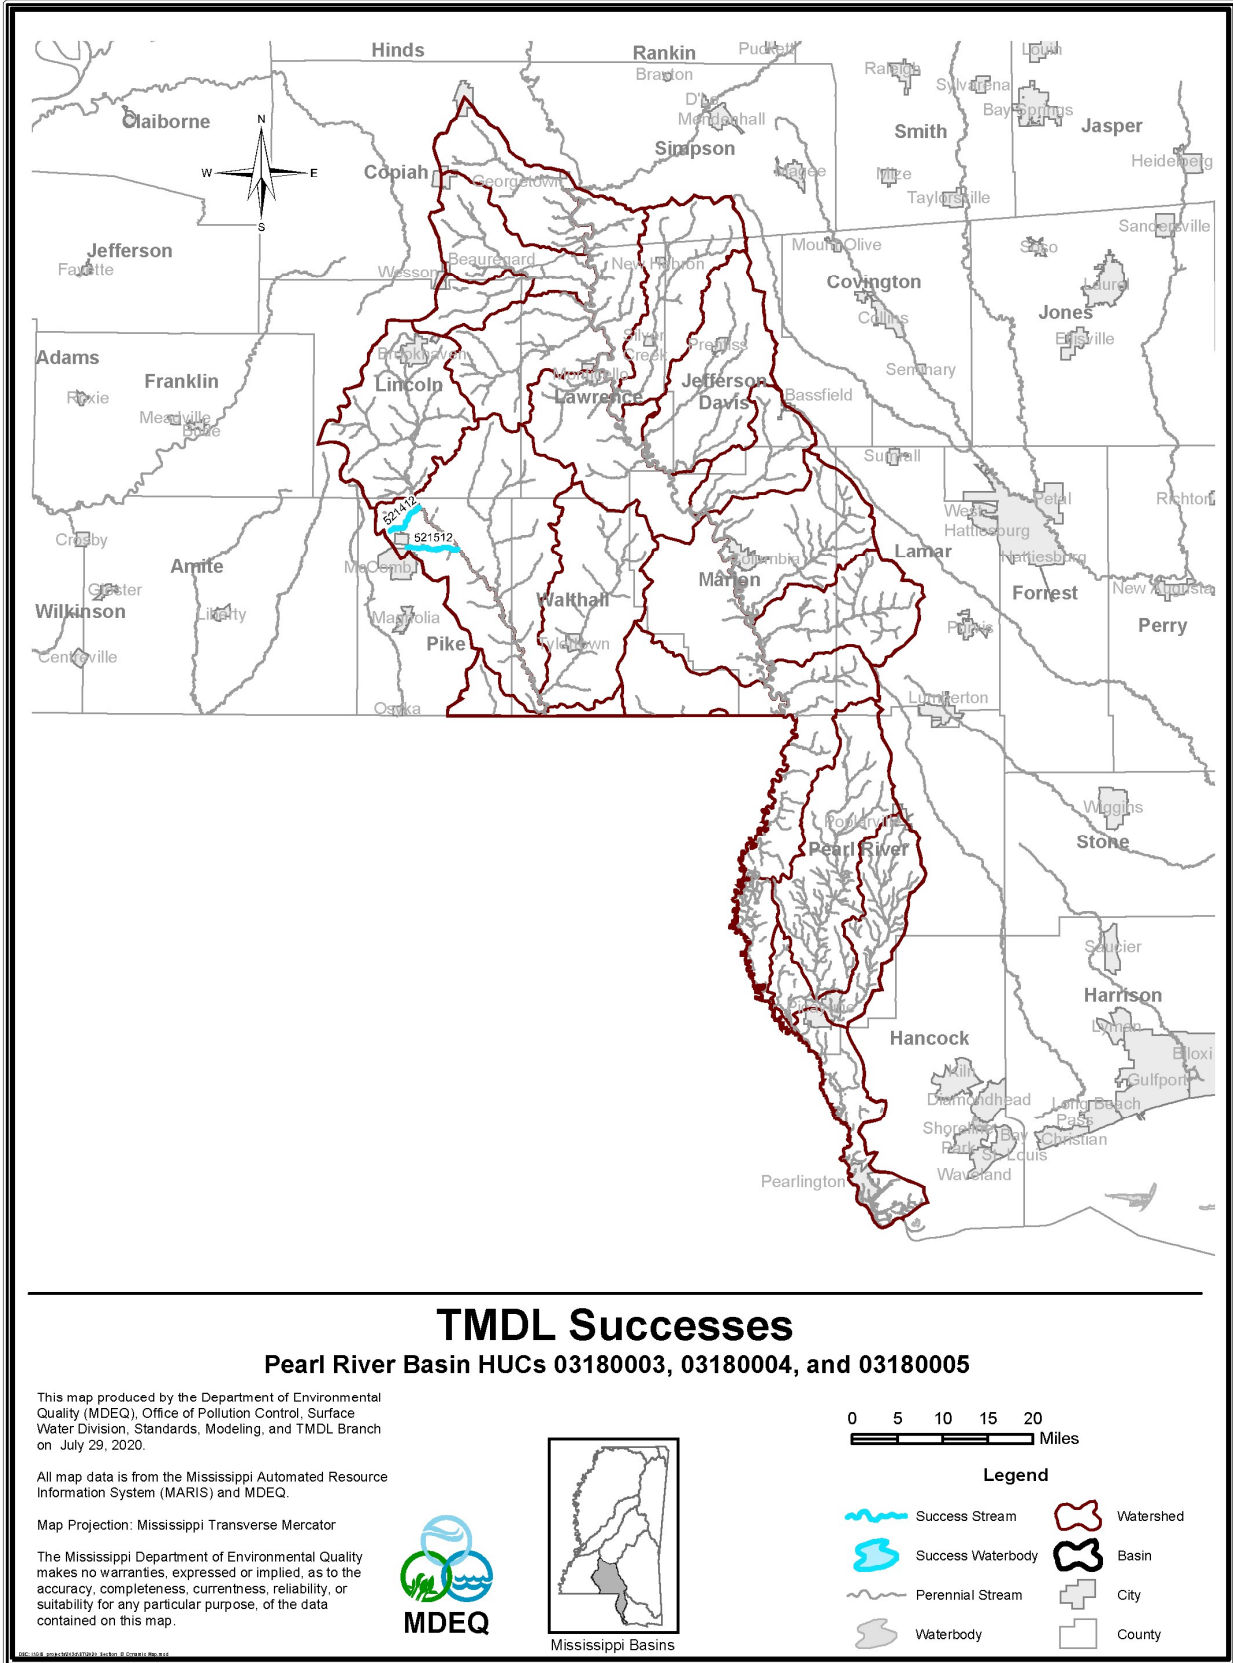 Hinds
Rankin
Puckett
Braxton
Raleigh
Louin
Sylvarena
D'Lo
Mendenhall
Bay Springs
Claiborne
N
W
E
S
Simpson
Smith
Jasper
Copiah
Georgetown
Magee
Mize
Taylorsville
Heidelberg
Jefferson
Fayette
Wesson
Beauregard
New Hebron
Mount Olive
Soso
Sandersville
Covington
Collins
Laurel
Jones
Ellisville
Adams
Roxie
Franklin
Meadville
Bude
Brookhaven
Lincoln
Monticello
Lawrence
Silver
Creek
Prentiss
Jefferson
Davis
Bassfield
Seminary
Sumrall
Petal
West
Hattiesburg
Hattiesburg
Richton
521412
521512
Crosby
Gloster
Wilkinson
Centreville
Amite
Liberty
McComb
Magnolia
Pike
Osyka
Walthall
Tylertown
Columbia
Marion
Lamar
Purvis
Forrest
New Augusta
Perry
Lumberton
Poplarville
Pearl River
Wiggins
Stone
Saucier
Harrison
Lyman
Picayune
Hancock
Kiln
Diamondhead
Biloxi
Gulfport
Long Beach
Pass
Christian
Shoreline
Park
Bay
St. Louis
Waveland
Pearlington
TMDL Successes
Pearl River Basin HUCs 03180003, 03180004, and 03180005
This map produced by the Department of Environmental
Quality (MDEQ), Office of Pollution Control, Surface
Water Division, Standards, Modeling, and TMDL Branch
on July 29, 2020.
All map data is from the Mississippi Automated Resource
Information System (MARIS) and MDEQ.
Map Projection: Mississippi Transverse Mercator
The Mississippi Department of Environmental Quality
makes no warranties, expressed or implied, as to the
accuracy, completeness, currentness, reliability, or
suitability for any particular purpose, of the data
contained on this map.
MDEQ
Mississippi Basins
0 5 10 15 20
Miles
Legend
Success Stream
Watershed
Success Waterbody
Basin
Perennial Stream
City
Waterbody
County